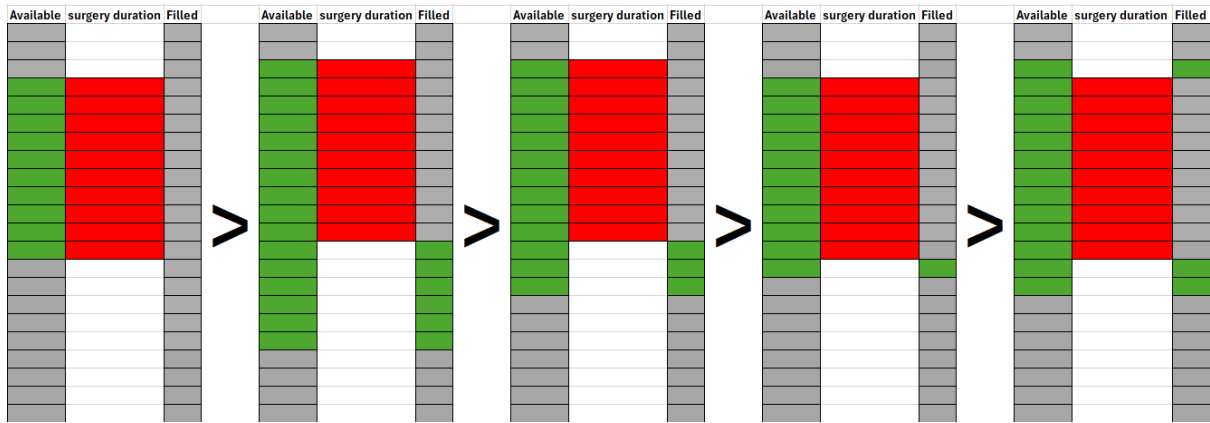 Available surgery duration Filled Available surgery duration Filled Available surgery duration Filled Available surgery duration Filled Available surgery duration Filled
> > > >